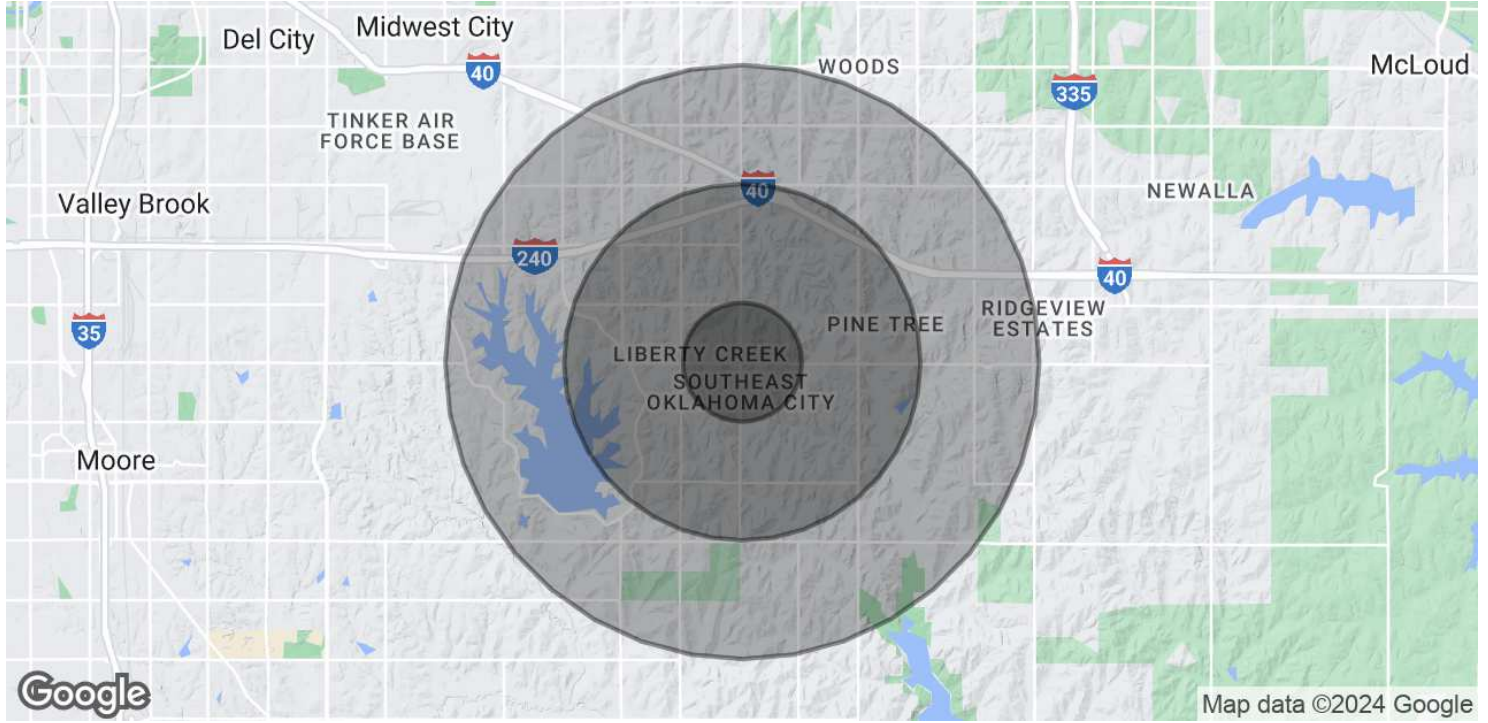 Midwest City
Del City
40
WOODS
McLoud
335
TINKER AIR
FORCE BASE
40
NEWALLA
Valley Brook
240
40
35
RIDGEVIEW
ESTATES
PINE TREE
LIBERTY CREEK
SOUTHEAST
OKLAHOMA CITY
Moore
Google
Map data ©2024 Google